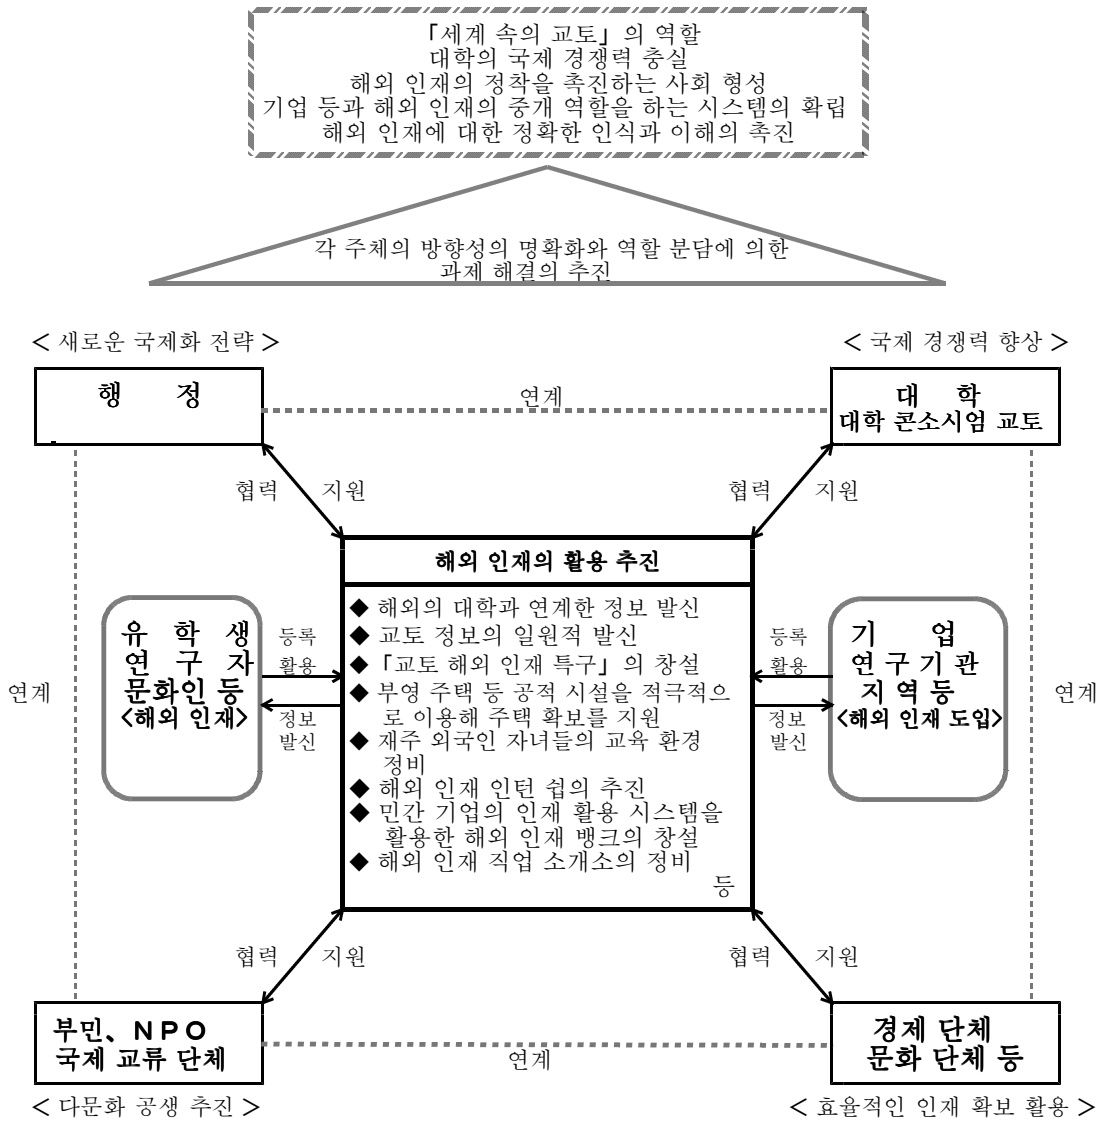 「세계 속의 교토」의 역할
대학의 국제 경쟁력 충실
해외 인재의 정착을 촉진하는 사회 형성
기업 등과 해외 인재의 중개 역할을 하는 시스템의 확립
해외 인재에 대한 정확한 인식과 이해의 촉진
각 주체의 방향성의 명확화와 역할 분담에 의한
과제 해결의 추진
< 새로운 국제화 전략 >
< 국제 경쟁력 향상 >
행 정
연계
대 학
대학 콘소시엄 교토
협력 지원
협력 지원
해외 인재의 활용 추진
◆ 해외의 대학과 연계한 정보 발신
◆ 교토 정보의 일원적 발신
◆ 「교토 해외 인재 특구」의 창설
◆ 부영 주택 등 공적 시설을 적극적으
로 이용해 주택 확보를 지원
◆ 재주 외국인 자녀들의 교육 환경
정비
◆ 해외 인재 인턴 쉽의 추진
◆ 민간 기업의 인재 활용 시스템을
활용한 해외 인재 뱅크의 창설
◆ 해외 인재 직업 소개소의 정비
등
연계
유 학 생
연 구 자
문화인 등
<해외 인재>
등록
활용
정보
발신
등록
활용
정보
발신
기 업
연 구 기 관
지 역 등
<해외 인재 도입>
연계
협력 지원
협력 지원
부민、NPO
국제 교류 단체
연계
경제 단체
문화 단체 등
< 다문화 공생 추진 >
< 효율적인 인재 확보 활용 >